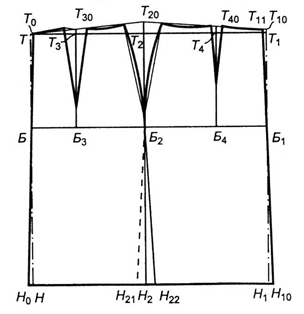 T₀ T₃₀ T₂₀ T₄₀ T₁₁ T₁₀
T T₃ T₂ T₄ T₁
Б Б₃ Б₂ Б₄ Б₁
H₀ H H₂₁ H₂ H₂₂ H₁ H₁₀